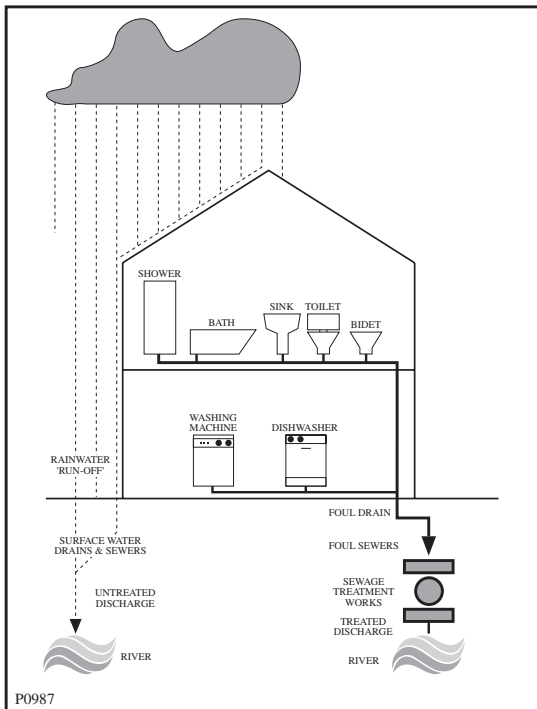 SHOWER
BATH
SINK
TOILET
BIDET
WASHING
MACHINE
DISHWASHER
RAINWATER
'RUN-OFF'
FOUL DRAIN
SURFACE WATER
DRAINS & SEWERS
FOUL SEWERS
UNTREATED
DISCHARGE
SEWAGE
TREATMENT
WORKS
TREATED
DISCHARGE
RIVER
RIVER
P0987